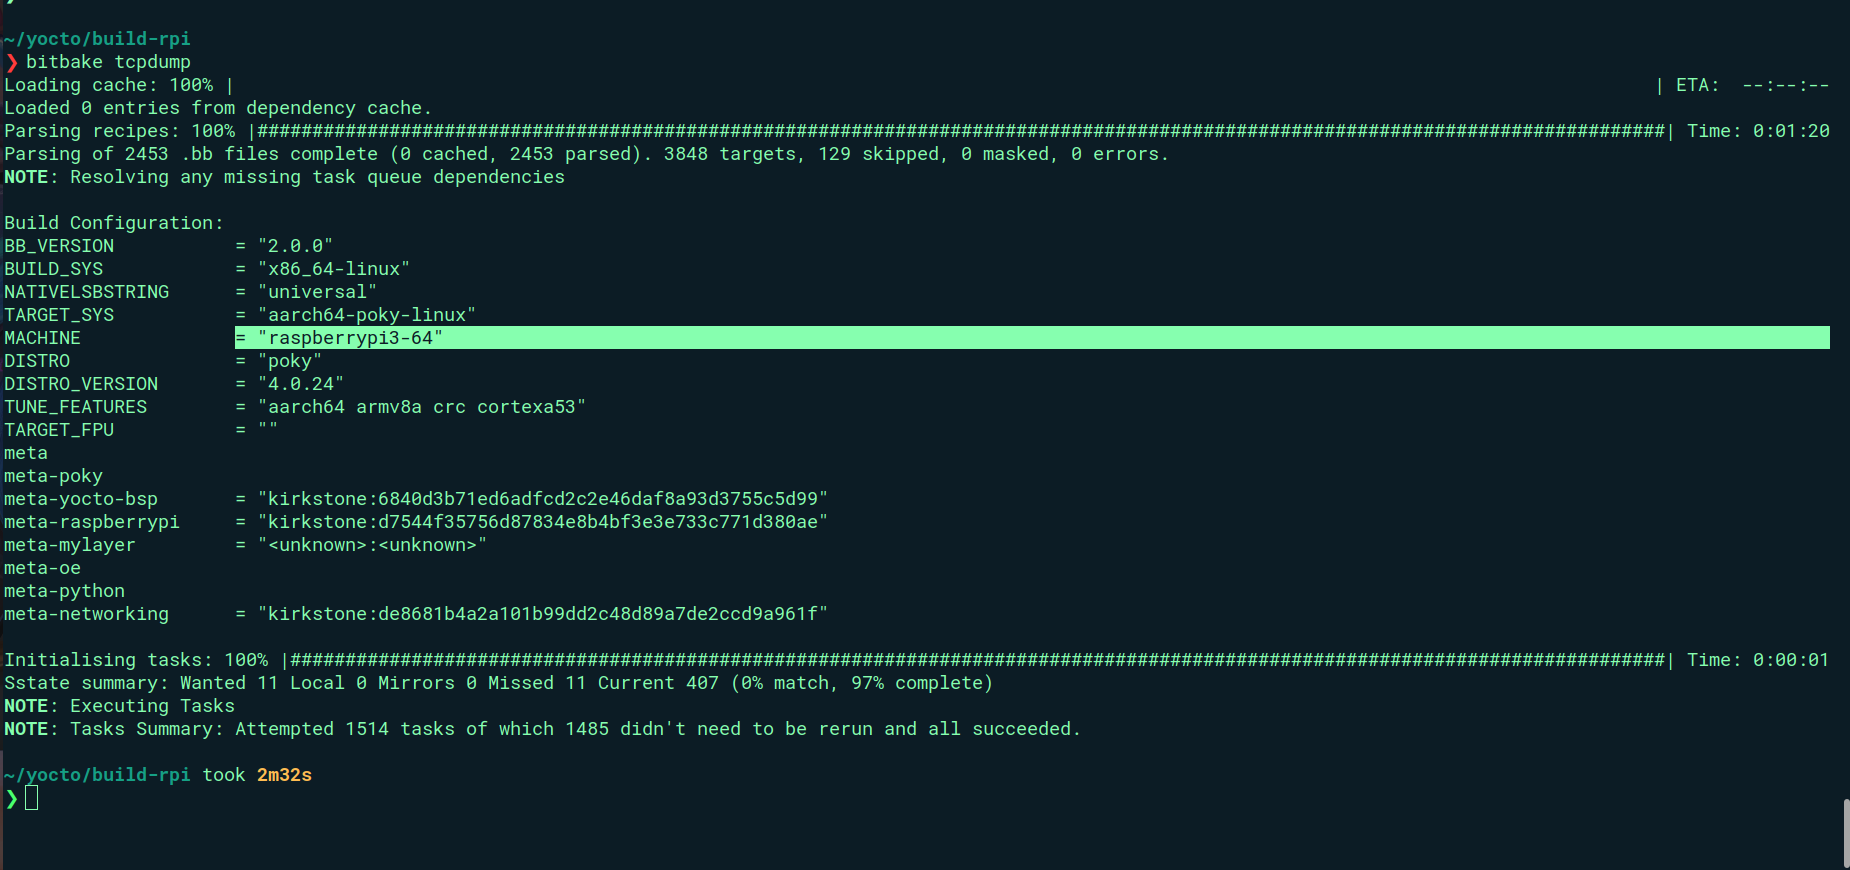 ~/yocto/build-rpi
❯ bitbake tcpdump
Loading cache: 100% | | ETA:  --:--:--
Loaded 0 entries from dependency cache.
Parsing recipes: 100% |################################################################################################################################| Time: 0:01:20
Parsing of 2453 .bb files complete (0 cached, 2453 parsed). 3848 targets, 129 skipped, 0 masked, 0 errors.
NOTE: Resolving any missing task queue dependencies
Build Configuration:
BB_VERSION           = "2.0.0"
BUILD_SYS            = "x86_64-linux"
NATIVELSBSTRING      = "universal"
TARGET_SYS           = "aarch64-poky-linux"
MACHINE              = "raspberrypi3-64"
DISTRO               = "poky"
DISTRO_VERSION       = "4.0.24"
TUNE_FEATURES        = "aarch64 armv8a crc cortexa53"
TARGET_FPU           = ""
meta
meta-poky
meta-yocto-bsp       = "kirkstone:6840d3b71ed6adfcd2c2e46daf8a93d3755c5d99"
meta-raspberrypi     = "kirkstone:d7544f35756d87834e8b4bf3e3e733c771d380ae"
meta-mylayer         = "<unknown>:<unknown>"
meta-oe
meta-python
meta-networking      = "kirkstone:de8681b4a2a101b99dd2c48d89a7de2ccd9a961f"
Initialising tasks: 100% |#############################################################################################################################| Time: 0:00:01
Sstate summary: Wanted 11 Local 0 Mirrors 0 Missed 11 Current 407 (0% match, 97% complete)
NOTE: Executing Tasks
NOTE: Tasks Summary: Attempted 1514 tasks of which 1485 didn't need to be rerun and all succeeded.
~/yocto/build-rpi took 2m32s
❯